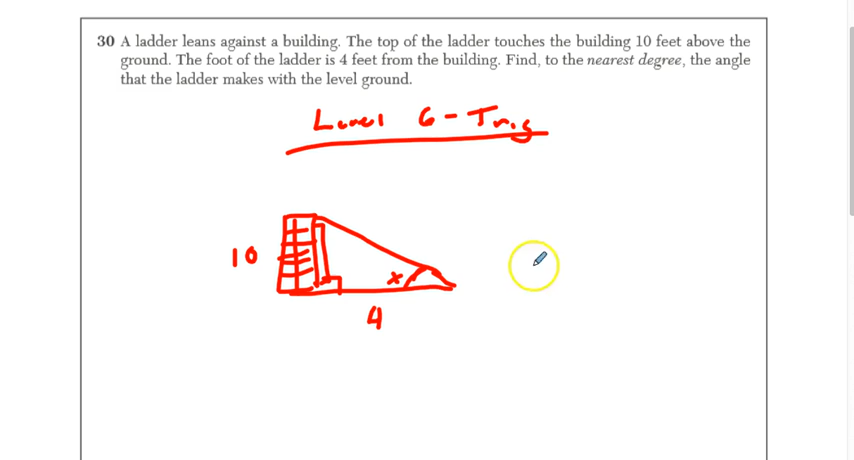 30 A ladder leans against a building. The top of the ladder touches the building 10 feet above the
ground. The foot of the ladder is 4 feet from the building. Find, to the nearest degree, the angle
that the ladder makes with the level ground.
Level 6 - Trig
10
x
4